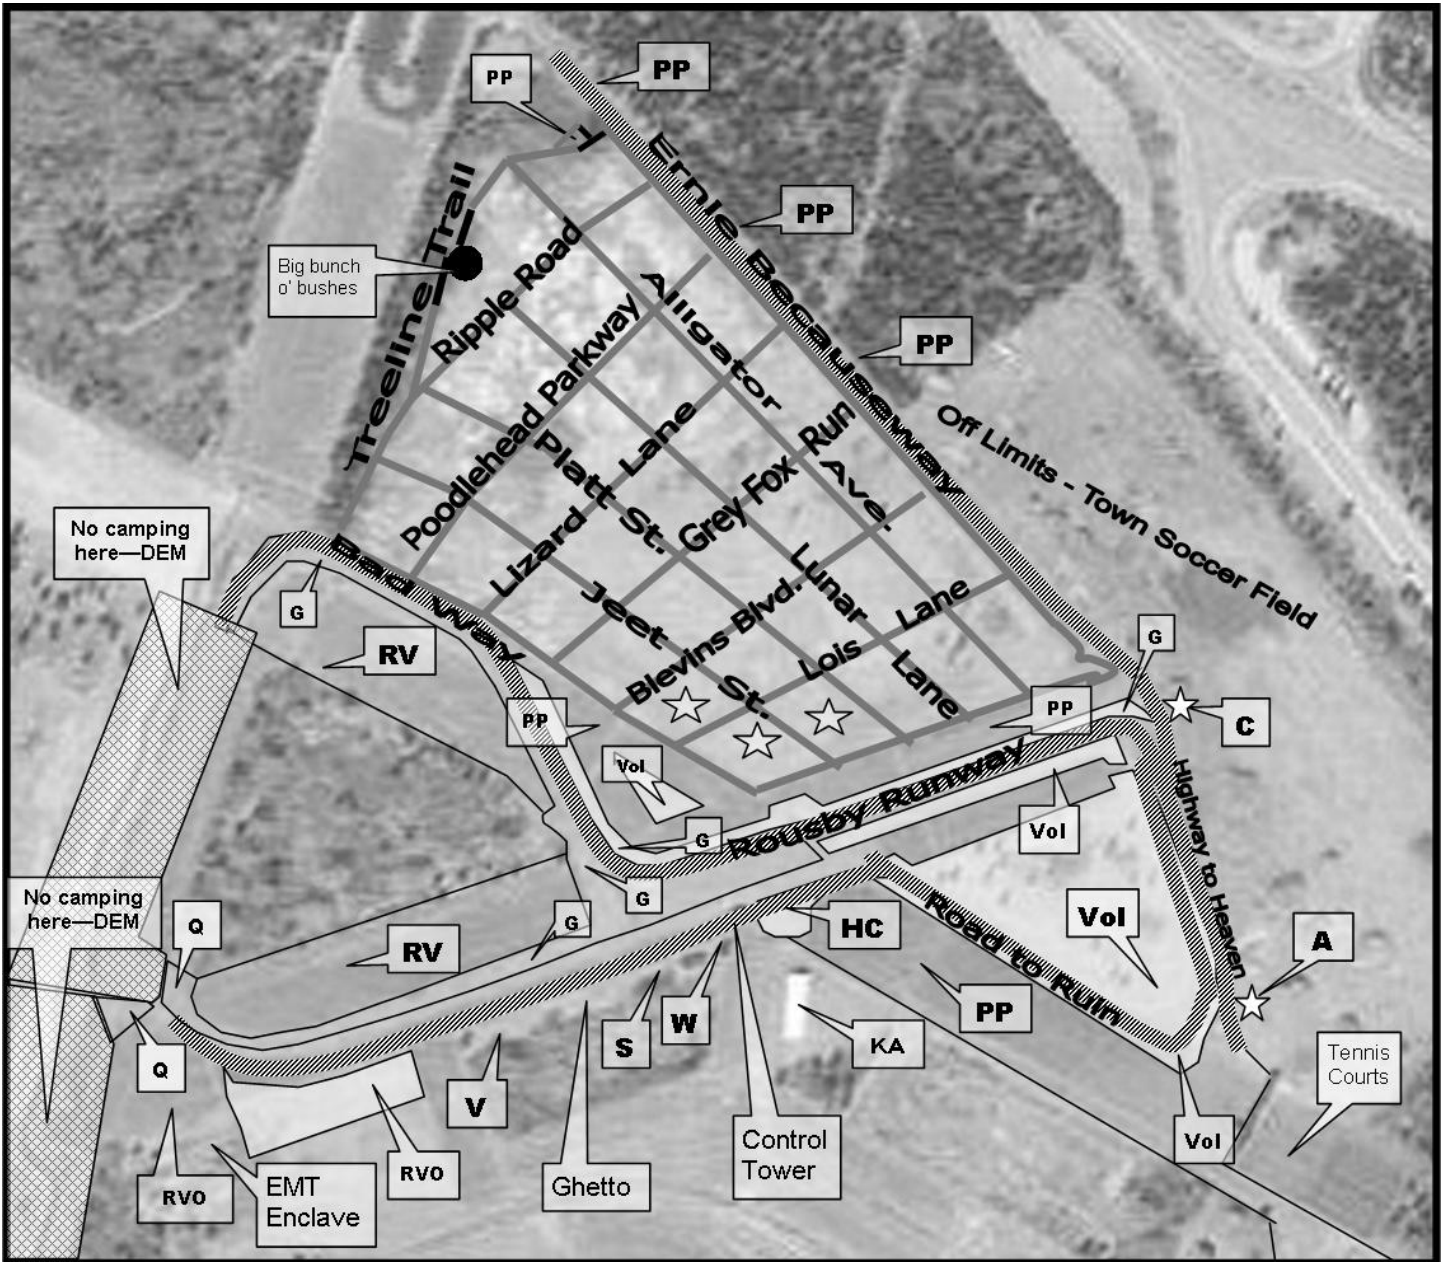 PP
PP
Ernie Becauseway
PP
Treeline Trail
Big bunch
o' bushes
Ripple Road
Alligator Ave.
PP
Poodlehead Parkway
Platt St.
Lizard Lane
Grey Fox Run
Off Limits - Town Soccer Field
No camping
here—DEM
Bad Way
Jeet St.
Lunar Lane
Blevins Blvd.
Lois Lane
G
RV
G
PP
PP
C
Vol
Rousby Runway
G
Vol
Highway to Heaven
No camping
here—DEM
Q
G
G
RV
HC
Road to Ruin
Vol
A
PP
W
S
KA
Q
V
Tennis
Courts
Control
Tower
Vol
RVO
EMT
Enclave
RVO
Ghetto